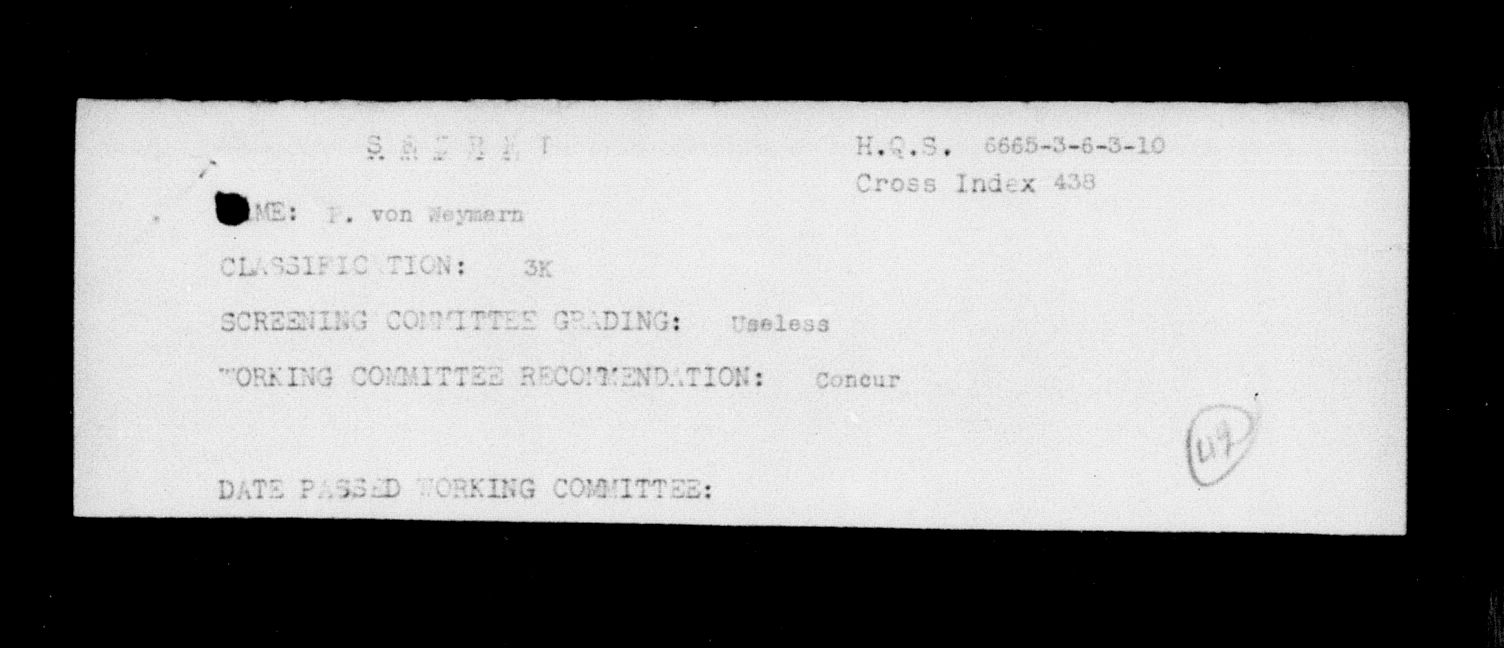 S E C R E T
H.Q.S. 6665-3-6-3-10
Cross Index 438
NAME: P. von Weymarn
CLASSIFICATION: 3K
SCREENING COMMITTEE GRADING: Useless
WORKING COMMITTEE RECOMMENDATION: Concur
49
DATE PASSED WORKING COMMITTEE: